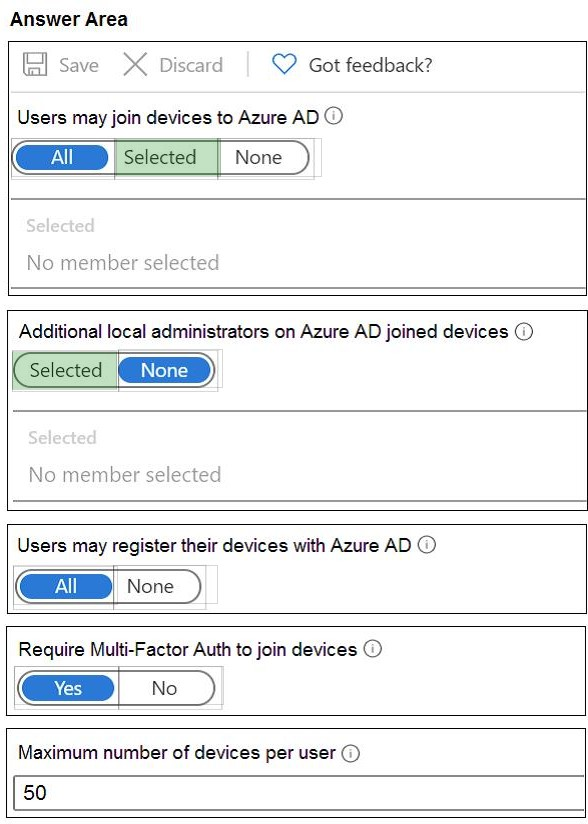 Answer Area
Save Discard Got feedback?
Users may join devices to Azure AD
All Selected None
Selected
No member selected
Additional local administrators on Azure AD joined devices
Selected None
Selected
No member selected
Users may register their devices with Azure AD
All None
Require Multi-Factor Auth to join devices
Yes No
Maximum number of devices per user
50